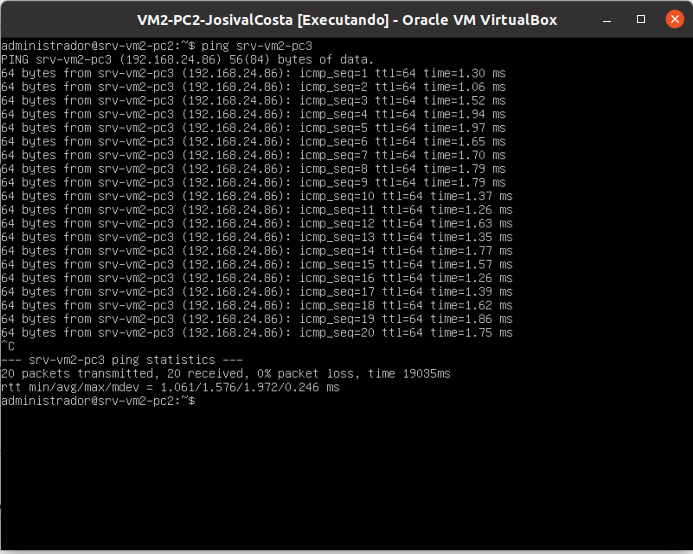 VM2-PC2-JosivalCosta [Executando] - Oracle VM VirtualBox
administrador@srv-vm2-pc2:~$ ping srv-vm2-pc3
PING srv-vm2-pc3 (192.168.24.86) 56(84) bytes of data.
64 bytes from srv-vm2-pc3 (192.168.24.86): icmp_seq=1 ttl=64 time=1.30 ms
64 bytes from srv-vm2-pc3 (192.168.24.86): icmp_seq=2 ttl=64 time=1.06 ms
64 bytes from srv-vm2-pc3 (192.168.24.86): icmp_seq=3 ttl=64 time=1.52 ms
64 bytes from srv-vm2-pc3 (192.168.24.86): icmp_seq=4 ttl=64 time=1.94 ms
64 bytes from srv-vm2-pc3 (192.168.24.86): icmp_seq=5 ttl=64 time=1.97 ms
64 bytes from srv-vm2-pc3 (192.168.24.86): icmp_seq=6 ttl=64 time=1.65 ms
64 bytes from srv-vm2-pc3 (192.168.24.86): icmp_seq=7 ttl=64 time=1.70 ms
64 bytes from srv-vm2-pc3 (192.168.24.86): icmp_seq=8 ttl=64 time=1.79 ms
64 bytes from srv-vm2-pc3 (192.168.24.86): icmp_seq=9 ttl=64 time=1.79 ms
64 bytes from srv-vm2-pc3 (192.168.24.86): icmp_seq=10 ttl=64 time=1.37 ms
64 bytes from srv-vm2-pc3 (192.168.24.86): icmp_seq=11 ttl=64 time=1.26 ms
64 bytes from srv-vm2-pc3 (192.168.24.86): icmp_seq=12 ttl=64 time=1.63 ms
64 bytes from srv-vm2-pc3 (192.168.24.86): icmp_seq=13 ttl=64 time=1.35 ms
64 bytes from srv-vm2-pc3 (192.168.24.86): icmp_seq=14 ttl=64 time=1.77 ms
64 bytes from srv-vm2-pc3 (192.168.24.86): icmp_seq=15 ttl=64 time=1.57 ms
64 bytes from srv-vm2-pc3 (192.168.24.86): icmp_seq=16 ttl=64 time=1.26 ms
64 bytes from srv-vm2-pc3 (192.168.24.86): icmp_seq=17 ttl=64 time=1.39 ms
64 bytes from srv-vm2-pc3 (192.168.24.86): icmp_seq=18 ttl=64 time=1.62 ms
64 bytes from srv-vm2-pc3 (192.168.24.86): icmp_seq=19 ttl=64 time=1.86 ms
64 bytes from srv-vm2-pc3 (192.168.24.86): icmp_seq=20 ttl=64 time=1.75 ms
^C
--- srv-vm2-pc3 ping statistics ---
20 packets transmitted, 20 received, 0% packet loss, time 19035ms
rtt min/avg/max/mdev = 1.061/1.576/1.972/0.246 ms
administrador@srv-vm2-pc2:~$